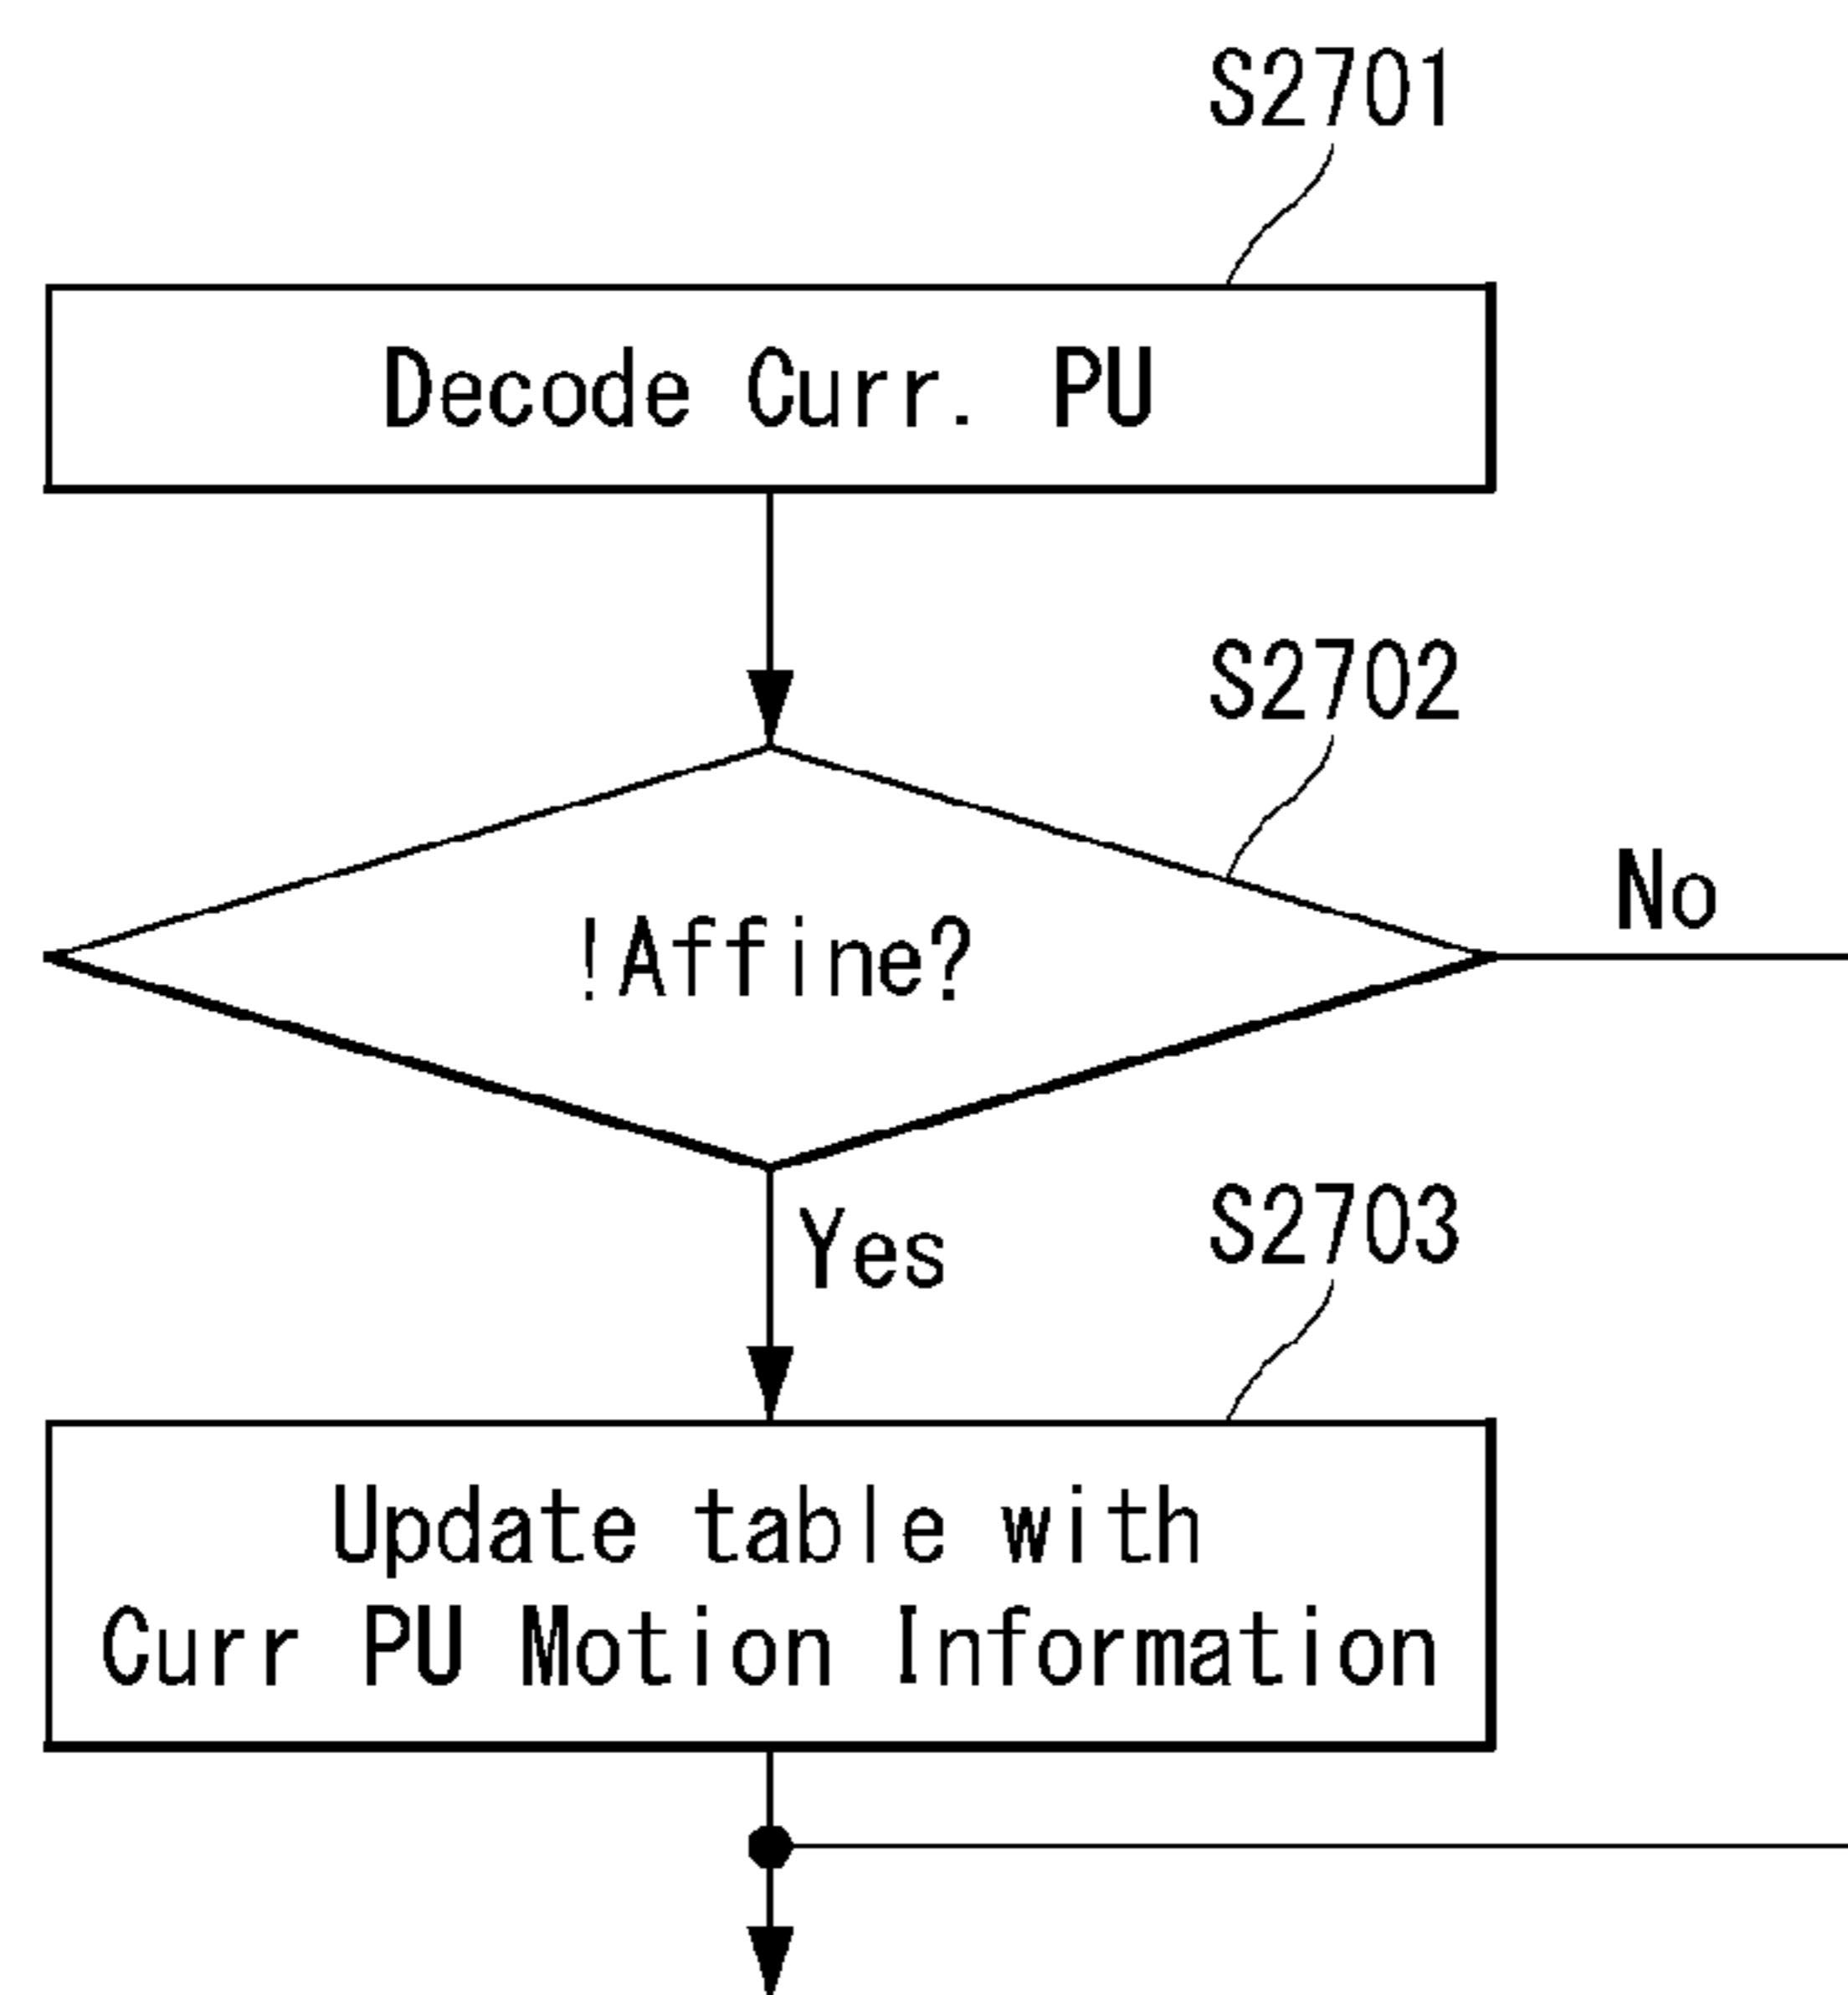 S2701
Decode Curr. PU
S2702
!Affine?
No
Yes
S2703
Update table with
Curr PU Motion Information